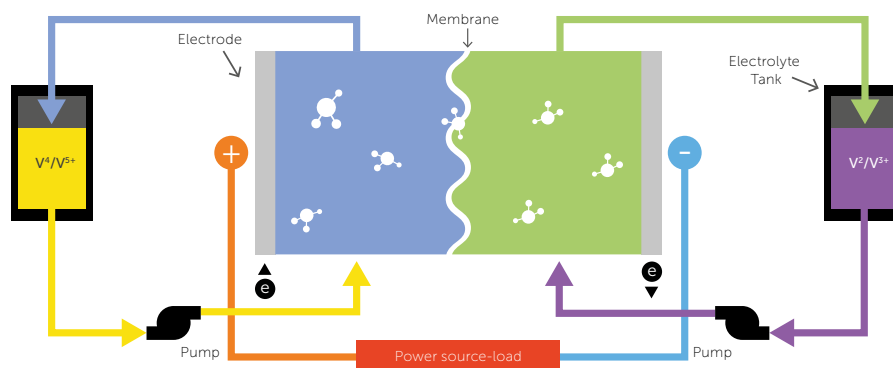 Membrane
Electrode
Electrolyte
Tank
+
-
V⁴/V⁵⁺
V²/V³⁺
e
e
Pump
Power source-load
Pump